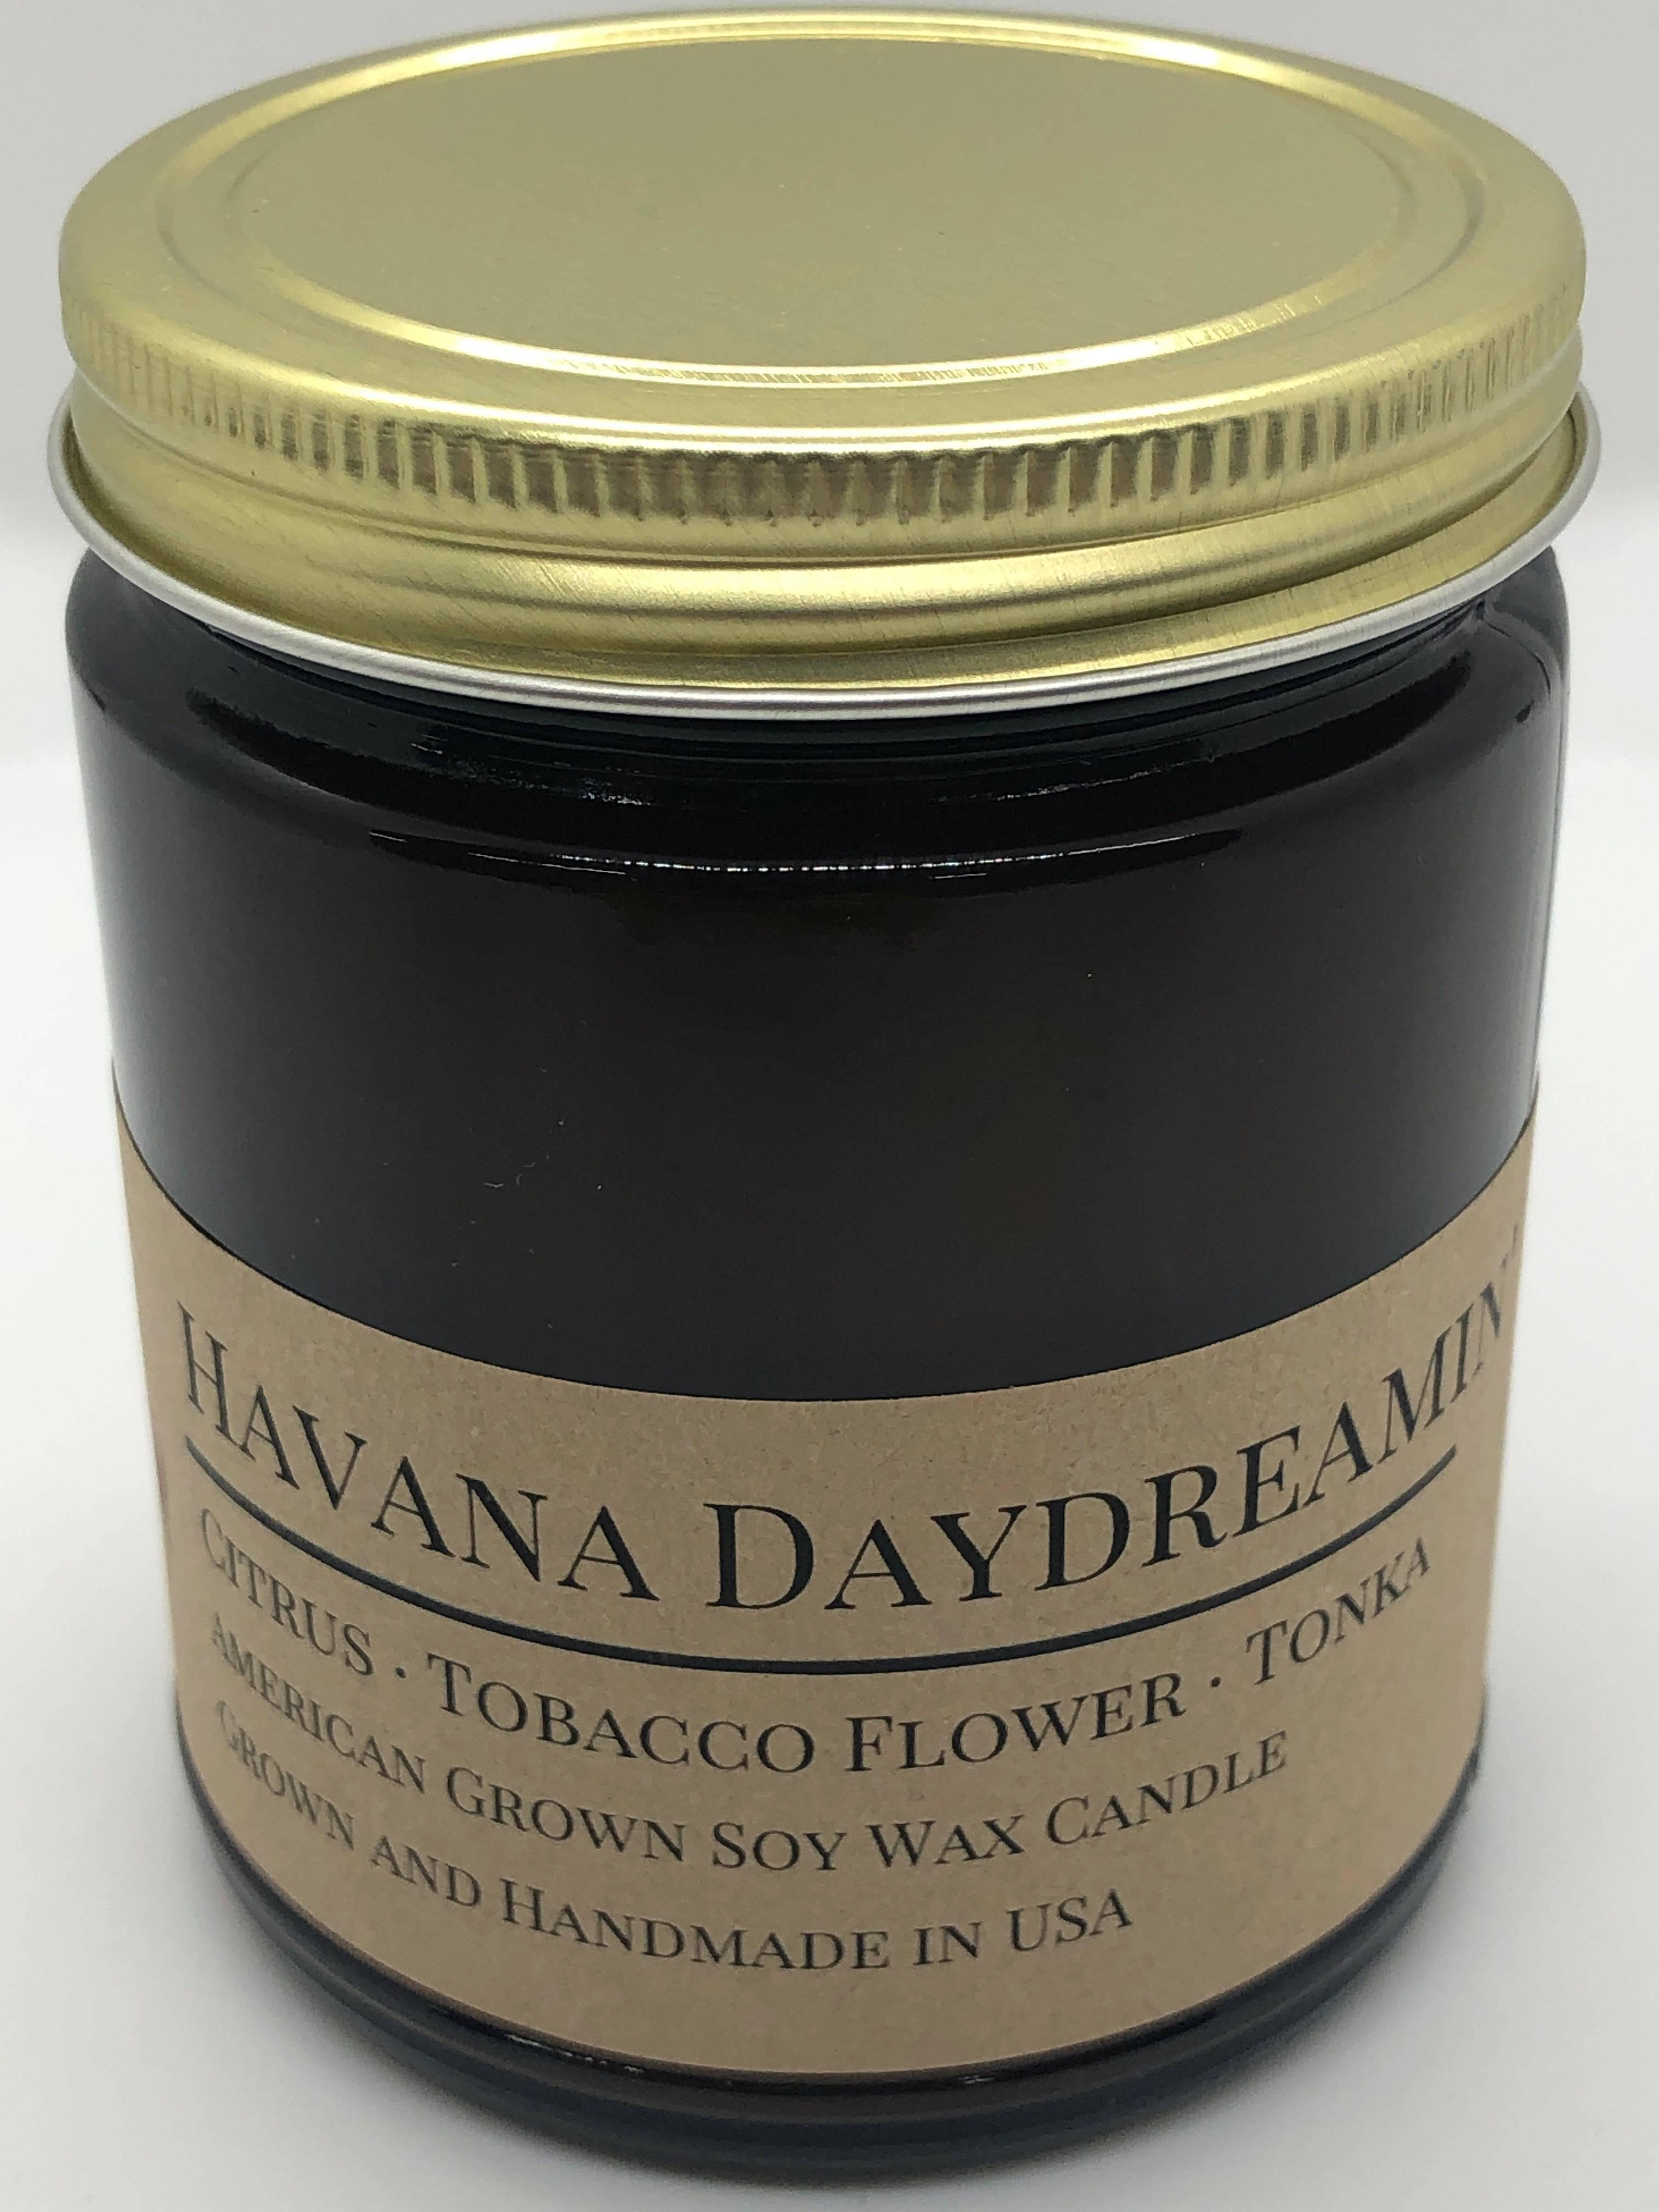 Havana Daydreamin'
Citrus · Tobacco Flower · Tonka
American Grown Soy Wax Candle
Grown and Handmade in USA